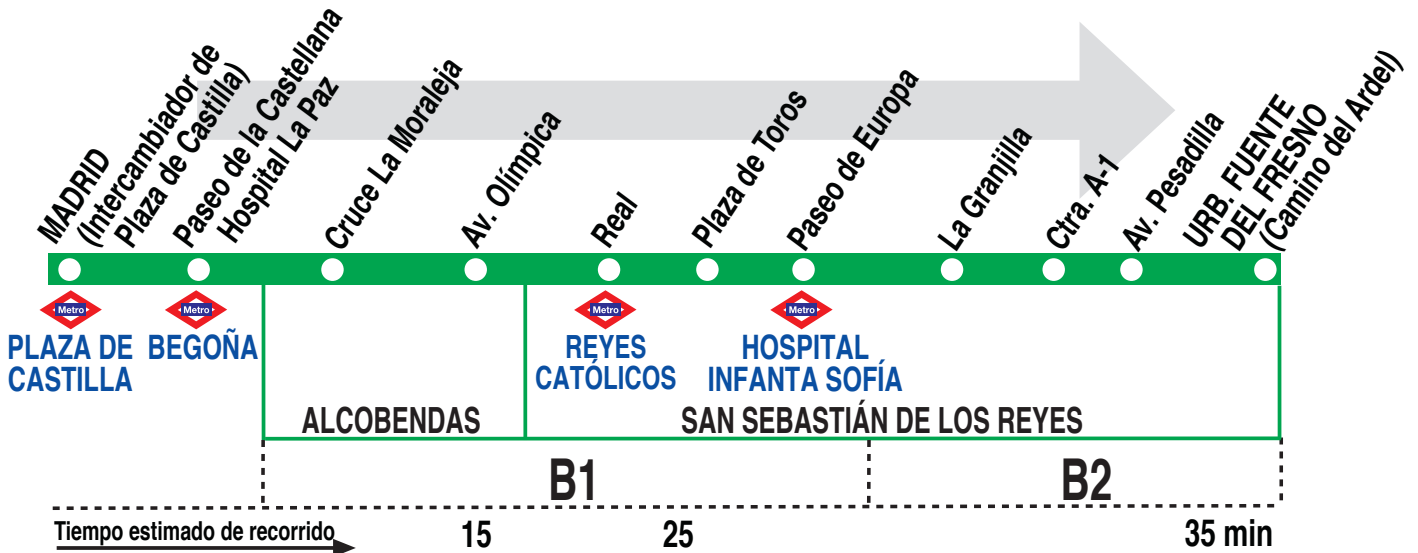 MADRID
(Intercambiador de
Plaza de Castilla)
Paseo de la Castellana
Hospital La Paz
Cruce La Moraleja
Av. Olímpica
Real
Plaza de Toros
Paseo de Europa
La Granjilla
Ctra. A-1
Av. Pesadilla
URB. FUENTE
DEL FRESNO
(Camino del Ardel)
Metro
Metro
Metro
Metro
PLAZA DE
CASTILLA
BEGOÑA
REYES
CATÓLICOS
HOSPITAL
INFANTA SOFÍA
ALCOBENDAS
SAN SEBASTIÁN DE LOS REYES
B1
B2
Tiempo estimado de recorrido
15
25
35 min